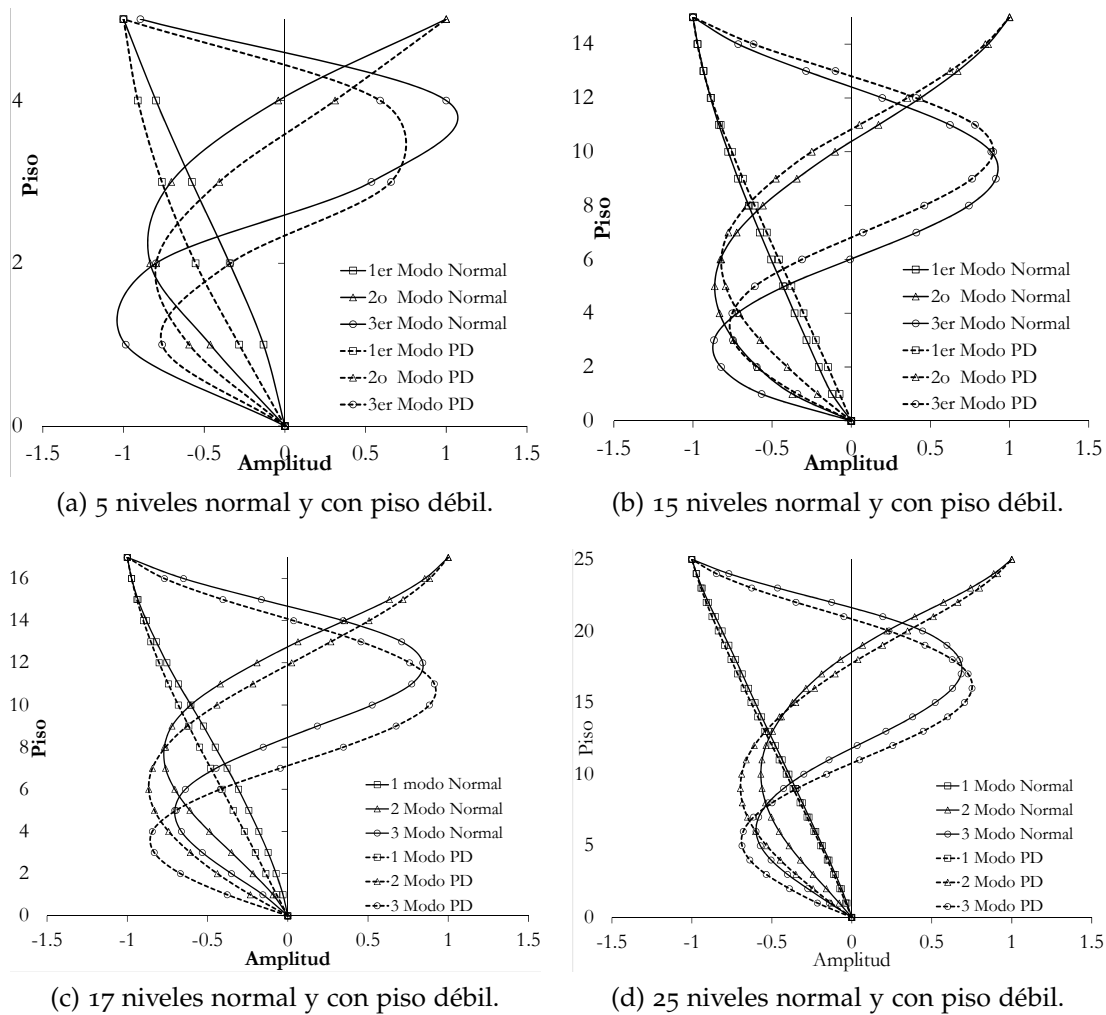 4
2
0
-1.5
-1
-0.5
0
0.5
1
1.5
Piso
Amplitud
1er Modo Normal
2o Modo Normal
3er Modo Normal
1er Modo PD
2o Modo PD
3er Modo PD
(a) 5 niveles normal y con piso débil.
14
12
10
8
6
4
2
0
-1.5
-1
-0.5
0
0.5
1
1.5
Piso
Amplitud
1er Modo Normal
2o Modo Normal
3er Modo Normal
1er Modo PD
2o Modo PD
3er Modo PD
(b) 15 niveles normal y con piso débil.
16
14
12
10
8
6
4
2
0
-1.5
-1
-0.5
0
0.5
1
1.5
Piso
Amplitud
1 modo Normal
2 Modo Normal
3 Modo Normal
1 Modo PD
2 Modo PD
3 Modo PD
(c) 17 niveles normal y con piso débil.
25
20
15
10
5
0
-1.5
-1
-0.5
0
0.5
1
1.5
Piso
Amplitud
1 Modo Normal
2 Modo Normal
3 Modo Normal
1 Modo PD
2 Modo PD
3 Modo PD
(d) 25 niveles normal y con piso débil.